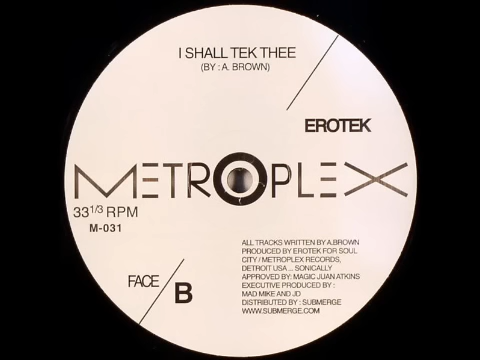 I SHALL TEK THEE
(BY : A. BROWN)
EROTEK
METROPLEX
33 1/3 RPM
M-031
ALL TRACKS WRITTEN BY A.BROWN
PRODUCED BY EROTEK FOR SOUL
CITY / METROPLEX RECORDS,
DETROIT USA ... SONICALLY
APPROVED BY: MAGIC JUAN ATKINS
EXECUTIVE PRODUCED BY :
MAD MIKE AND JD
DISTRIBUTED BY : SUBMERGE
WWW.SUBMERGE.COM
FACE
B